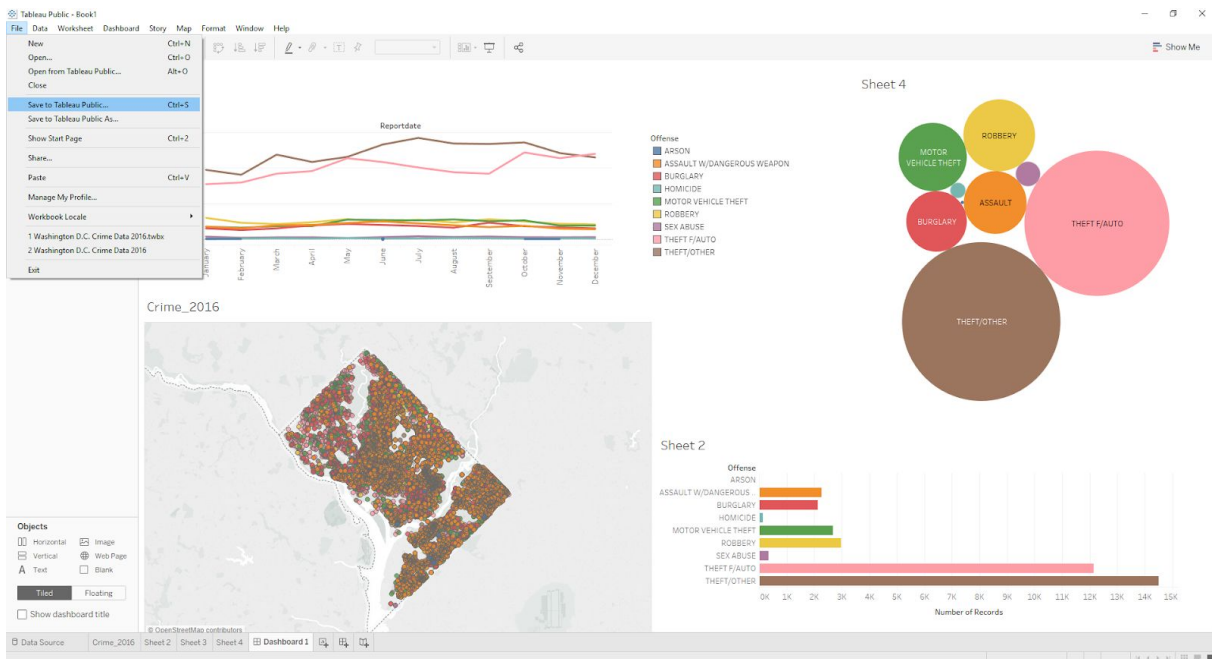 Tableau Public - Book1
File Data Worksheet Dashboard Story Map Format Window Help
New Ctrl+N
Open... Ctrl+O
Open from Tableau Public... Alt+O
Close
Save to Tableau Public... Ctrl+S
Save to Tableau Public As...
Show Start Page Ctrl+2
Share...
Paste Ctrl+V
Manage My Profile...
Workbook Locale
1 Washington D.C. Crime Data 2016.twbx
2 Washington D.C. Crime Data 2016
Exit
Show Me
Reportdate
January
February
March
April
May
June
July
August
September
October
November
December
Offense
ARSON
ASSAULT W/DANGEROUS WEAPON
BURGLARY
HOMICIDE
MOTOR VEHICLE THEFT
ROBBERY
SEX ABUSE
THEFT F/AUTO
THEFT/OTHER
Sheet 4
ROBBERY
MOTOR
VEHICLE THEFT
ASSAULT
BURGLARY
THEFT F/AUTO
THEFT/OTHER
Crime_2016
© OpenStreetMap contributors
Sheet 2
Offense
ARSON
ASSAULT W/DANGEROUS...
BURGLARY
HOMICIDE
MOTOR VEHICLE THEFT
ROBBERY
SEX ABUSE
THEFT F/AUTO
THEFT/OTHER
0K 1K 2K 3K 4K 5K 6K 7K 8K 9K 10K 11K 12K 13K 14K 15K
Number of Records
Objects
Horizontal Image
Vertical Web Page
A Text Blank
Tiled Floating
Show dashboard title
Data Source Crime_2016 Sheet 2 Sheet 3 Sheet 4 Dashboard 1